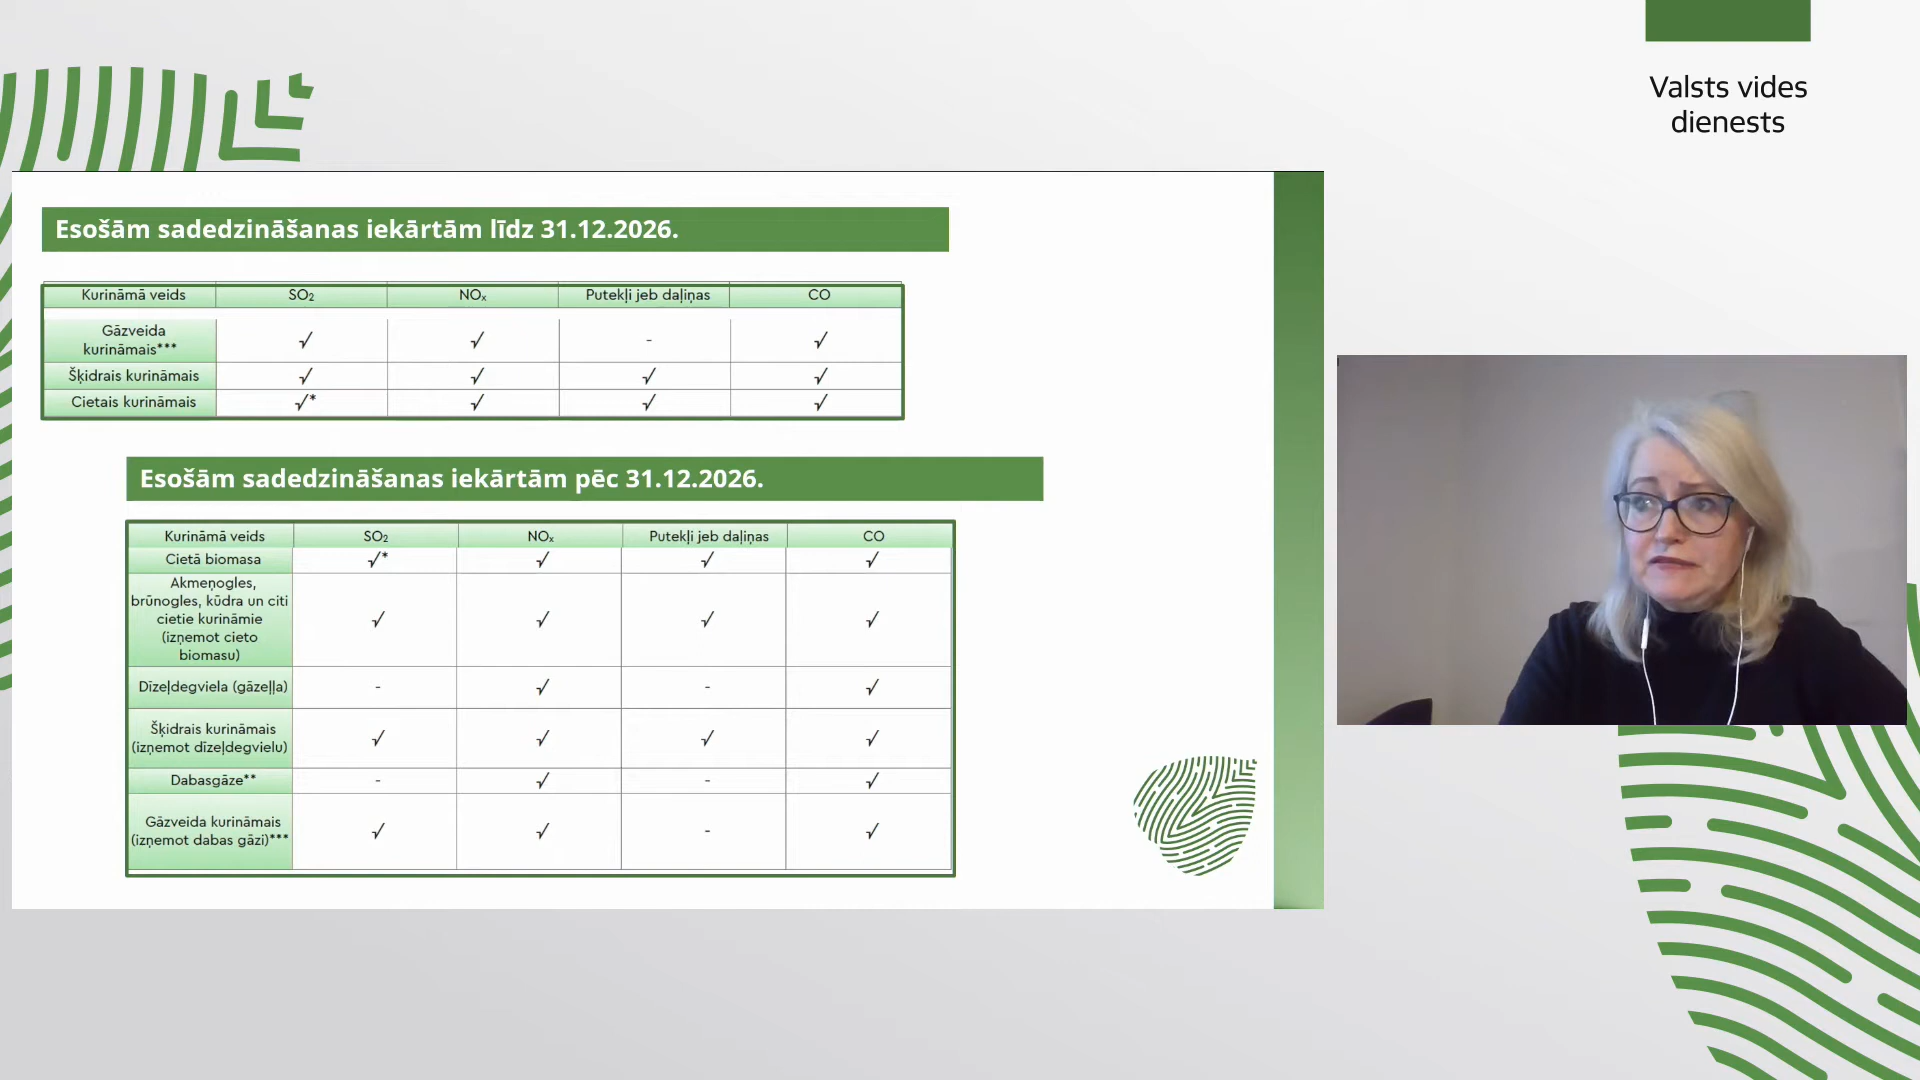 Valsts vides
dienests
Esošām sadedzināšanas iekārtām līdz 31.12.2026.
Kurināmā veids SO₂ NOₓ Putekļi jeb daļiņas CO
Gāzveida
kurināmais*** √ √ - √
Šķidrais kurināmais √ √ √ √
Cietais kurināmais √* √ √ √
Esošām sadedzināšanas iekārtām pēc 31.12.2026.
Kurināmā veids SO₂ NOₓ Putekļi jeb daļiņas CO
Cietā biomasa √* √ √ √
Akmeņogles,
brūnogles, kūdra un citi
cietie kurināmie √ √ √ √
(izņemot cieto
biomasu)
Dīzeļdegviela (gāzeļļa) - √ - √
Šķidrais kurināmais
(izņemot dīzeļdegvielu) √ √ √ √
Dabasgāze** - √ - √
Gāzveida kurināmais
(izņemot dabas gāzi)*** √ √ - √